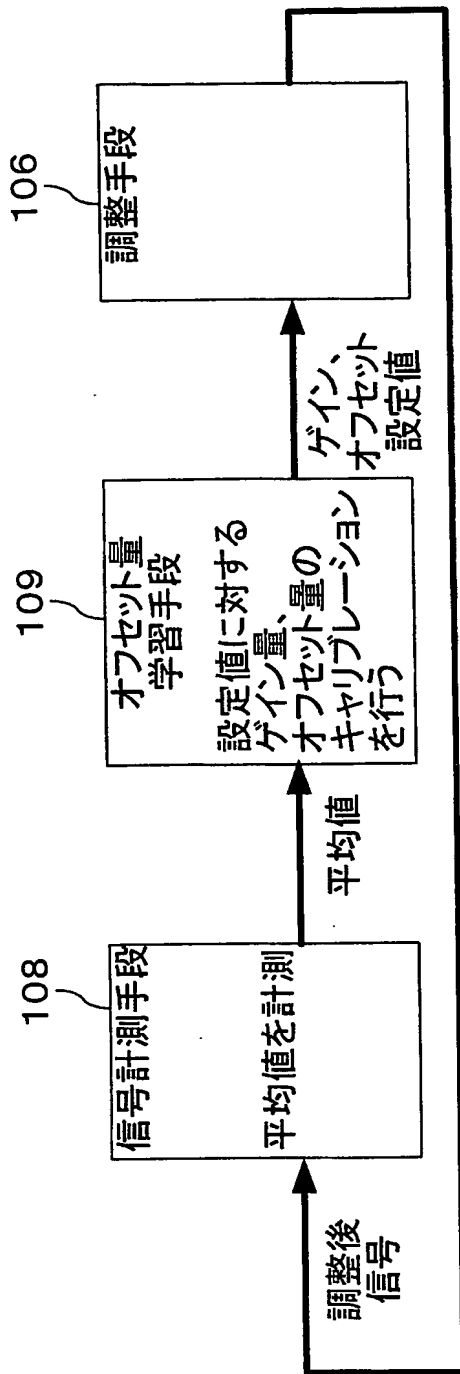 調整後
信号
108
信号計測手段
平均値を計測
平均値
109
オフセット量
学習手段
設定値に対する
ゲイン量、
オフセット量の
キャリブレーション
を行う
ゲイン、
オフセット
設定値
106
調整手段